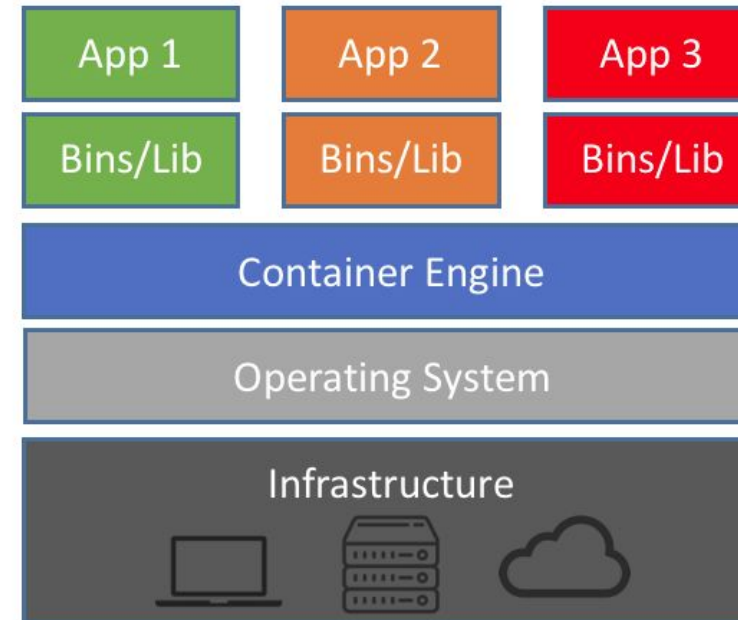 App 1
App 2
App 3
Bins/Lib
Bins/Lib
Bins/Lib
Container Engine
Operating System
Infrastructure